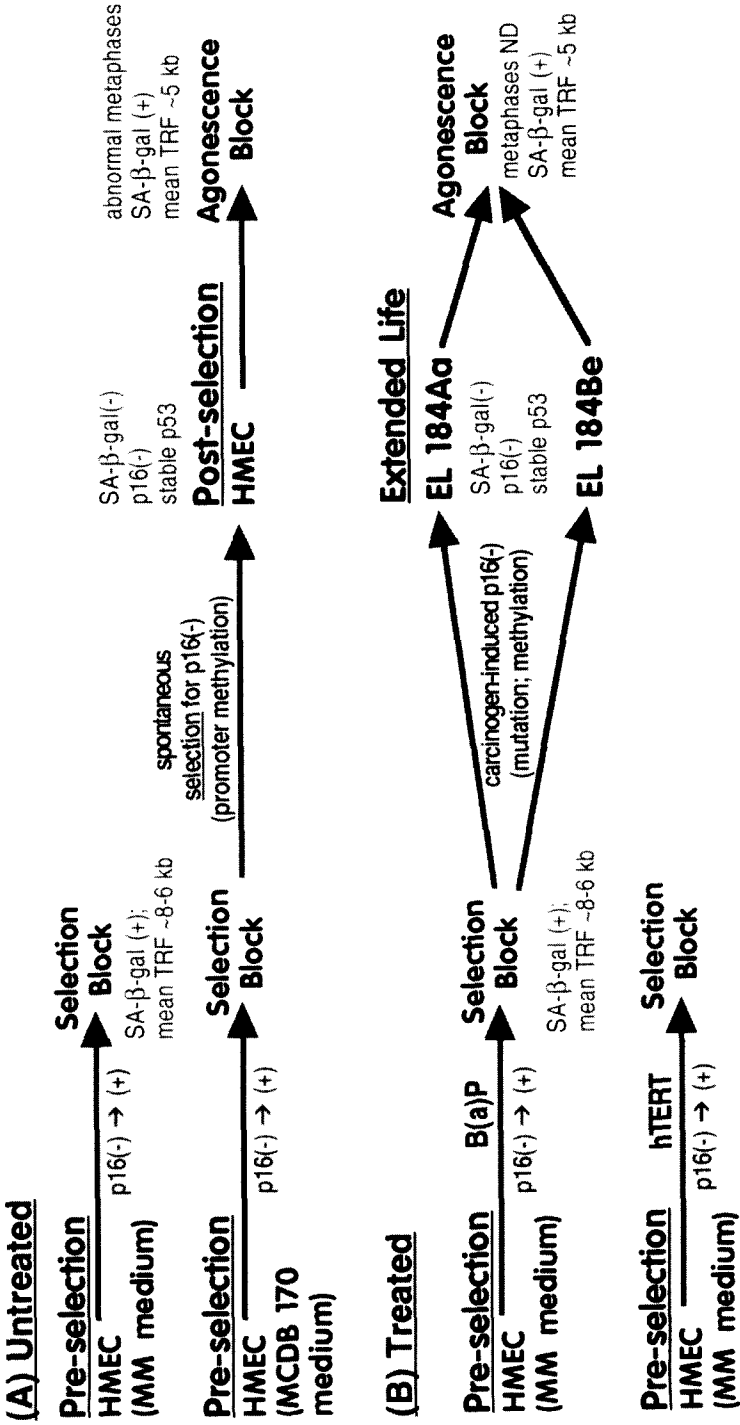 (A) Untreated
Pre-selection
HMEC
(MM medium)
p16(-) → (+)
Selection
Block
SA-β-gal (+);
mean TRF ~8-6 kb
Pre-selection
HMEC
(MCDB 170
medium)
p16(-) → (+)
Selection
Block
spontaneous
selection for p16(-)
(promoter methylation)
SA-β-gal(-)
p16(-)
stable p53
Post-selection
HMEC
abnormal metaphases
SA-β-gal (+)
mean TRF ~5 kb
Agonescence
Block
(B) Treated
Pre-selection
HMEC
(MM medium)
B(a)P
p16(-) → (+)
Selection
Block
SA-β-gal (+);
mean TRF ~8-6 kb
carcinogen-induced p16(-)
(mutation; methylation)
Extended Life
EL 184Aa
SA-β-gal(-)
p16(-)
stable p53
EL 184Be
Agonescence
Block
metaphases ND
SA-β-gal (+)
mean TRF ~5 kb
Pre-selection
HMEC
(MM medium)
hTERT
p16(-) → (+)
Selection
Block